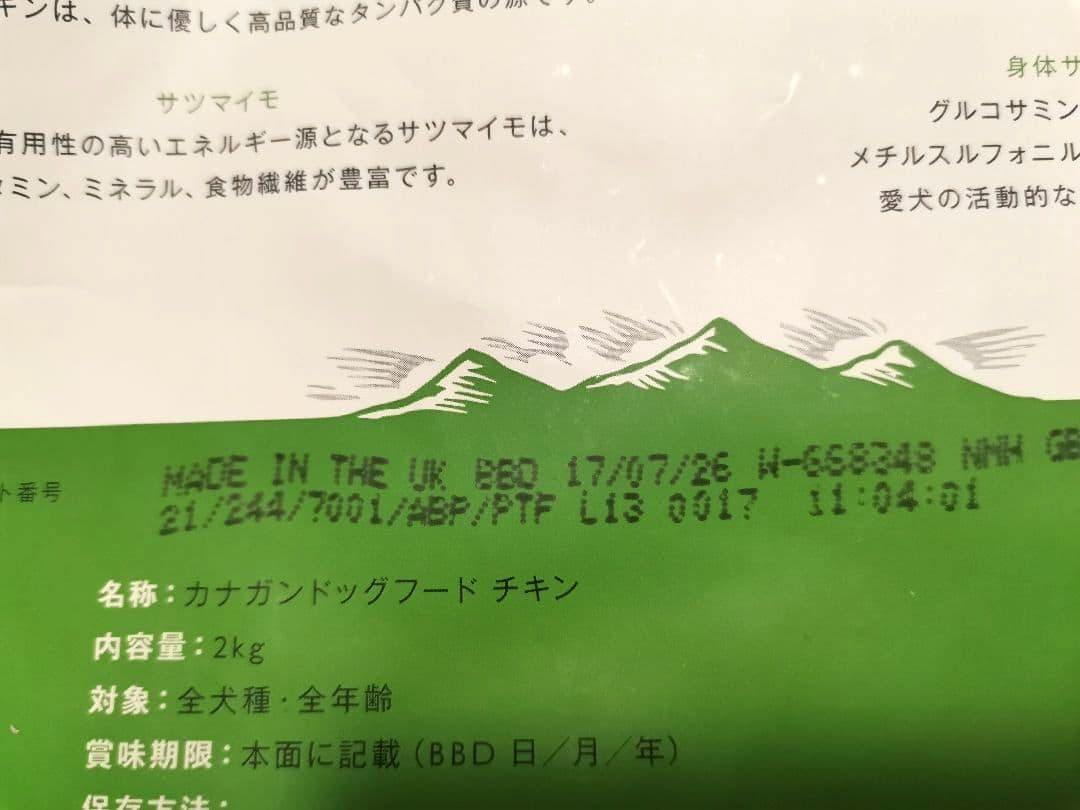 キンは、体に優しく高品質なタンパク質の源です。
サツマイモ
有用性の高いエネルギー源となるサツマイモは、
ミン、ミネラル、食物繊維が豊富です。
身体サ
グルコサミン
メチルスルフォニル
愛犬の活動的な
ト番号
MADE IN THE UK BBD 17/07/26 W-668348 NMH GB
21/244/7001/ABP/PTF L13 0017 11:04:01
名称：カナガンドッグフード チキン
内容量：2kg
対象：全犬種・全年齢
賞味期限：本面に記載（BBD 日／月／年）
保存方法：